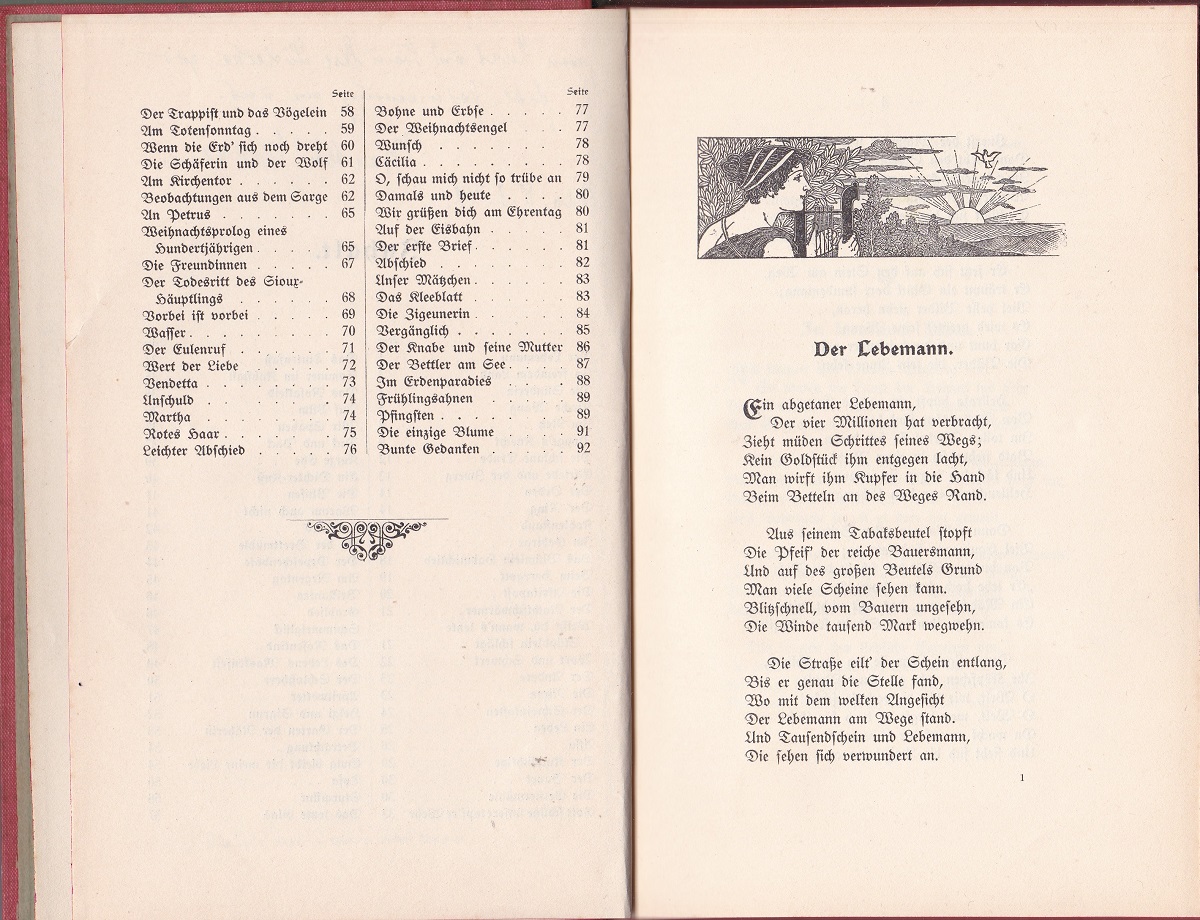 Seite
Der Trappist und das Vögelein 58
Am Totensonntag . . . . . 59
Wenn die Erd' sich noch dreht 60
Die Schäferin und der Wolf 61
Am Kirchentor . . . . . . 62
Beobachtungen aus dem Sarge 62
An Petrus . . . . . . . 65
Weihnachtsprolog eines
Hundertjährigen . . . . . 65
Die Freundinnen . . . . . 67
Der Todesritt des Sioux-
Häuptlings . . . . . . 68
Vorbei ist vorbei . . . . . 69
Wasser . . . . . . . . . 70
Der Eulenruf . . . . . . 71
Wert der Liebe . . . . . 72
Vendetta . . . . . . . . 73
Unschuld . . . . . . . . 74
Martha . . . . . . . . 74
Rotes Haar . . . . . . . 75
Leichter Abschied . . . . . 76
Seite
Bohne und Erbse . . . . . 77
Der Weihnachtsengel . . . 77
Wunsch . . . . . . . . 78
Cäcilia . . . . . . . . . 78
O, schau mich nicht so trübe an 79
Damals und heute . . . . 80
Wir grüßen dich am Ehrentag 80
Auf der Eisbahn . . . . . 81
Der erste Brief . . . . . . 81
Abschied . . . . . . . . 82
Unser Mätzchen . . . . . . 83
Das Kleeblatt . . . . . . 83
Die Zigeunerin . . . . . . 84
Vergänglich . . . . . . . 85
Der Knabe und seine Mutter 86
Der Bettler am See . . . . 87
Im Erdenparadies . . . . 88
Frühlingsahnen . . . . . 89
Pfingsten . . . . . . . . 89
Die einzige Blume . . . . 91
Bunte Gedanken . . . . . 92
Der Lebemann.
Ein abgetaner Lebemann,
Der vier Millionen hat verbracht,
Zieht müden Schrittes seines Wegs;
Kein Goldstück ihm entgegen lacht,
Man wirft ihm Kupfer in die Hand
Beim Betteln an des Weges Rand.
Aus seinem Tabaksbeutel stopft
Die Pfeif' der reiche Bauersmann,
Und auf des großen Beutels Grund
Man viele Scheine sehen kann.
Blitzschnell, vom Bauern ungesehn,
Die Winde tausend Mark wegwehn.
Die Straße eilt' der Schein entlang,
Bis er genau die Stelle fand,
Wo mit dem welken Angesicht
Der Lebemann am Wege stand.
Und Tausendschein und Lebemann,
Die sehen sich verwundert an.
1